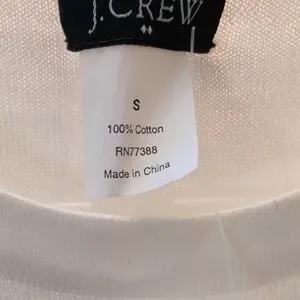 J.CREW
S
100% Cotton
RN77388
Made in China